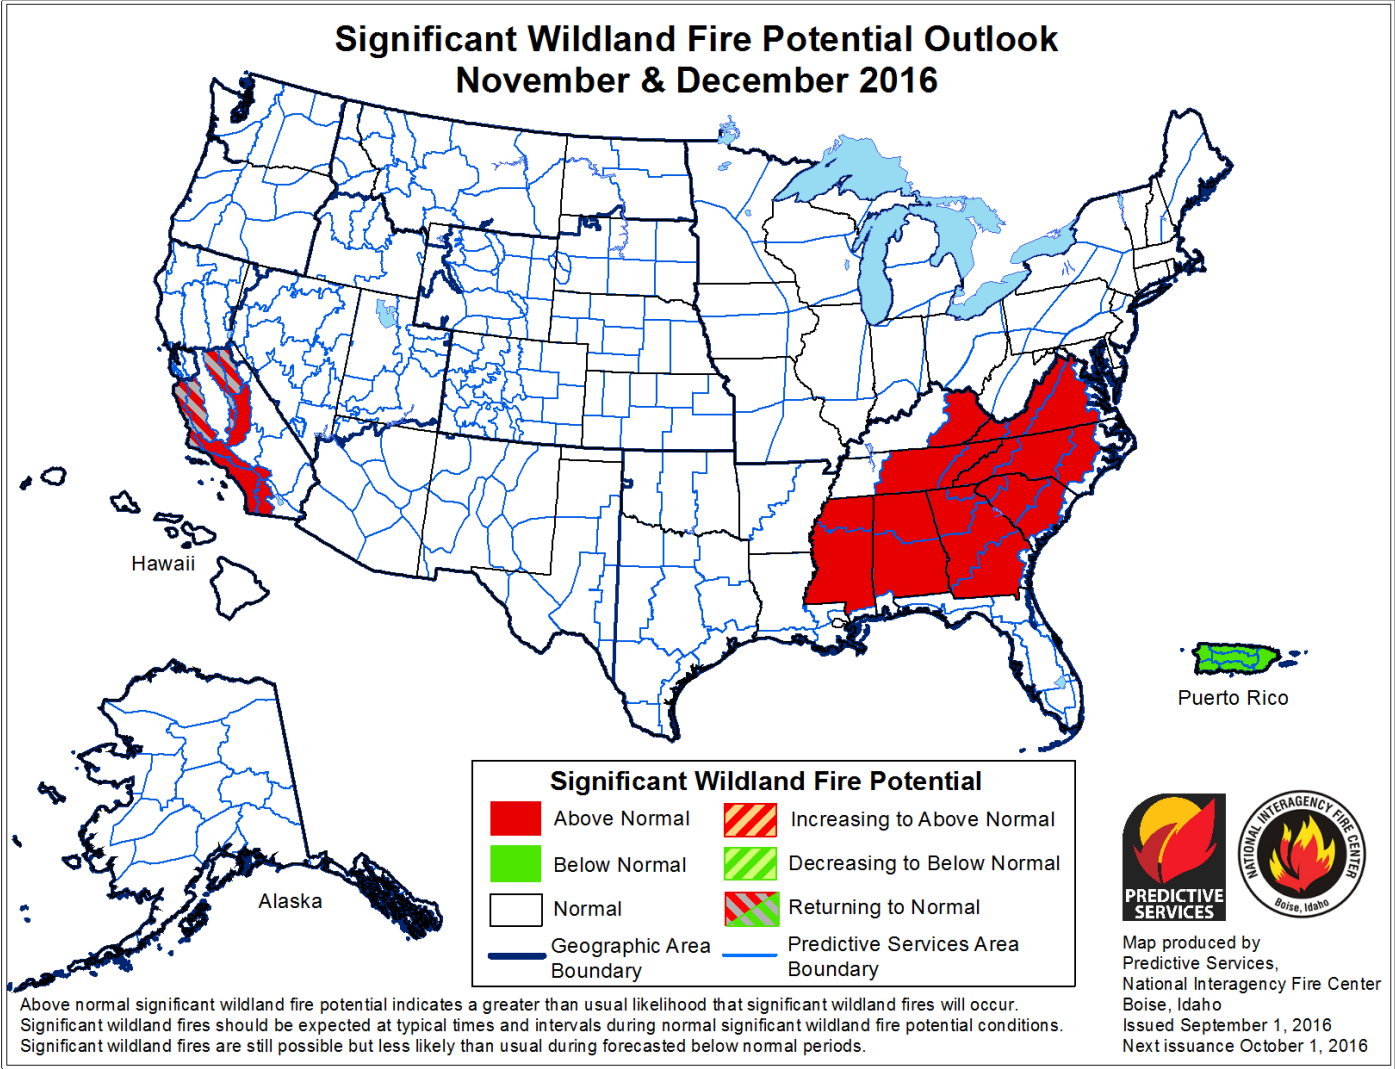 Significant Wildland Fire Potential Outlook
November & December 2016
Hawaii
Puerto Rico
Alaska
Significant Wildland Fire Potential
Above Normal
Increasing to Above Normal
Below Normal
Decreasing to Below Normal
Normal
Returning to Normal
Geographic Area
Boundary
Predictive Services Area
Boundary
PREDICTIVE
SERVICES
NATIONAL INTERAGENCY FIRE CENTER
Boise, Idaho
Map produced by
Predictive Services,
National Interagency Fire Center
Boise, Idaho
Issued September 1, 2016
Next issuance October 1, 2016
Above normal significant wildland fire potential indicates a greater than usual likelihood that significant wildland fires will occur.
Significant wildland fires should be expected at typical times and intervals during normal significant wildland fire potential conditions.
Significant wildland fires are still possible but less likely than usual during forecasted below normal periods.